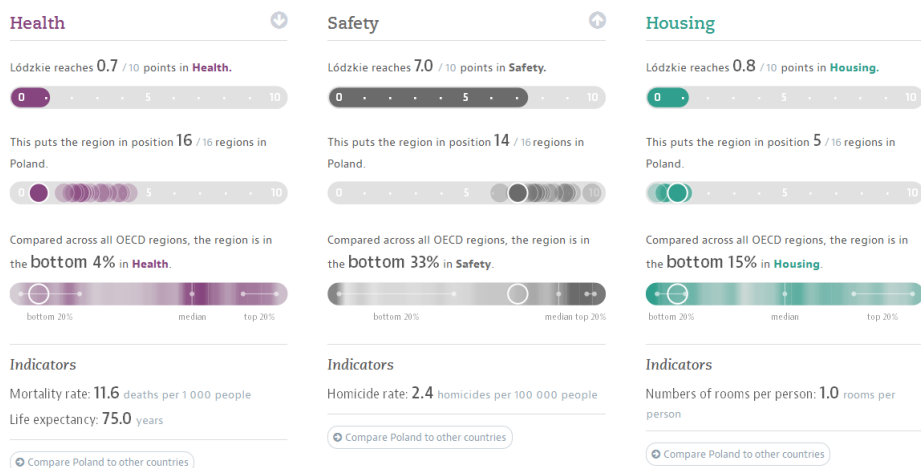 Health
Lódzkie reaches 0.7 / 10 points in Health.
0 5 10
This puts the region in position 16 / 16 regions in
Poland.
0 5 10
Compared across all OECD regions, the region is in
the bottom 4% in Health.
bottom 20% median top 20%
Indicators
Mortality rate: 11.6 deaths per 1 000 people
Life expectancy: 75.0 years
Compare Poland to other countries
Safety
Lódzkie reaches 7.0 / 10 points in Safety.
0 5 10
This puts the region in position 14 / 16 regions in
Poland.
0 5 10
Compared across all OECD regions, the region is in
the bottom 33% in Safety.
bottom 20% median top 20%
Indicators
Homicide rate: 2.4 homicides per 100 000 people
Compare Poland to other countries
Housing
Lódzkie reaches 0.8 / 10 points in Housing.
0 5 10
This puts the region in position 5 / 16 regions in
Poland.
5 10
Compared across all OECD regions, the region is in
the bottom 15% in Housing.
bottom 20% median top 20%
Indicators
Numbers of rooms per person: 1.0 rooms per
person
Compare Poland to other countries